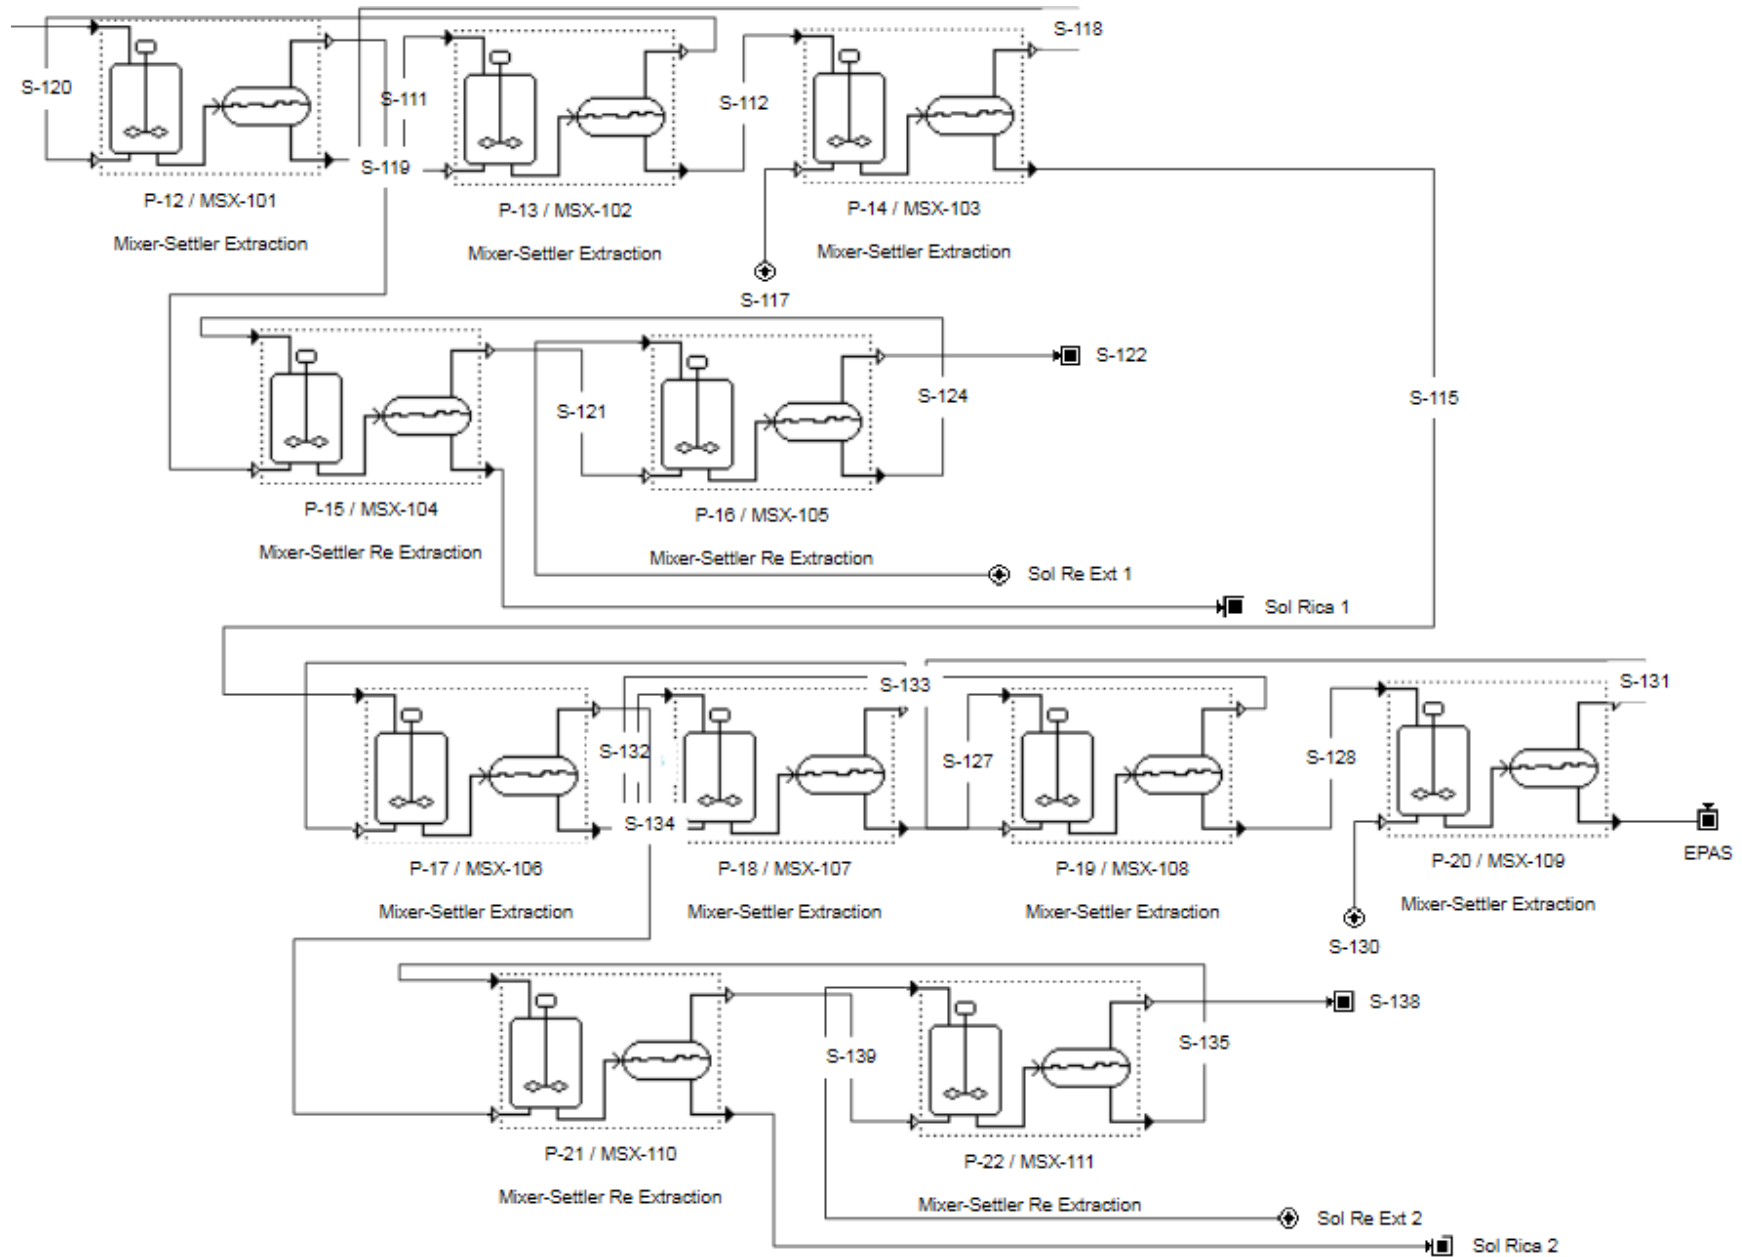 S-118
S-120
S-111
S-112
S-119
P-12 / MSX-101
P-13 / MSX-102
P-14 / MSX-103
Mixer-Settler Extraction
Mixer-Settler Extraction
Mixer-Settler Extraction
S-117
S-122
S-121
S-124
S-115
P-15 / MSX-104
P-16 / MSX-105
Mixer-Settler Re Extraction
Mixer-Settler Re Extraction
Sol Re Ext 1
Sol Rica 1
S-133
S-131
S-132
S-127
S-128
S-134
EPAS
P-17 / MSX-106
P-18 / MSX-107
P-19 / MSX-108
P-20 / MSX-109
Mixer-Settler Extraction
Mixer-Settler Extraction
Mixer-Settler Extraction
Mixer-Settler Extraction
S-130
S-138
S-139
S-135
P-21 / MSX-110
P-22 / MSX-111
Mixer-Settler Re Extraction
Mixer-Settler Re Extraction
Sol Re Ext 2
Sol Rica 2